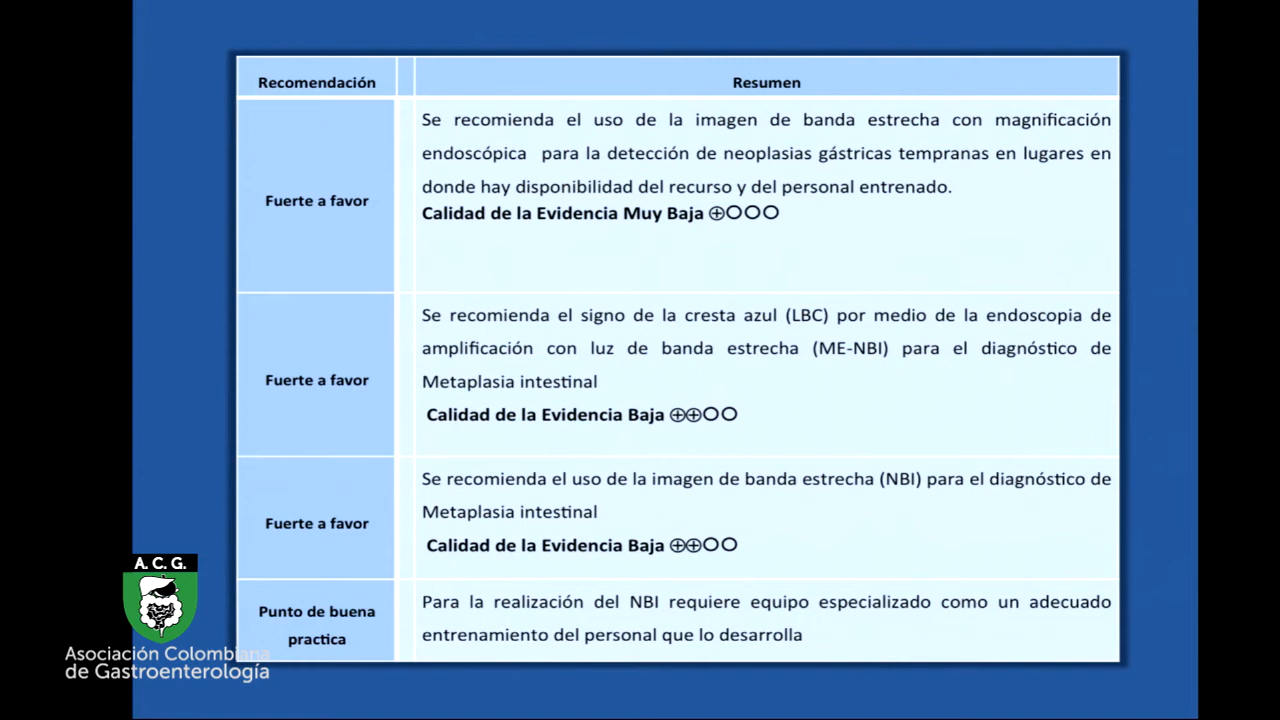 Recomendación
Resumen
Fuerte a favor
Se recomienda el uso de la imagen de banda estrecha con magnificación
endoscópica para la detección de neoplasias gástricas tempranas en lugares en
donde hay disponibilidad del recurso y del personal entrenado.
Calidad de la Evidencia Muy Baja ⊕〇〇〇
Fuerte a favor
Se recomienda el signo de la cresta azul (LBC) por medio de la endoscopia de
amplificación con luz de banda estrecha (ME-NBI) para el diagnóstico de
Metaplasia intestinal
Calidad de la Evidencia Baja ⊕⊕〇〇
Fuerte a favor
Se recomienda el uso de la imagen de banda estrecha (NBI) para el diagnóstico de
Metaplasia intestinal
Calidad de la Evidencia Baja ⊕⊕〇〇
Punto de buena
practica
Para la realización del NBI requiere equipo especializado como un adecuado
entrenamiento del personal que lo desarrolla
A. C. G.
Asociación Colombiana
de Gastroenterología